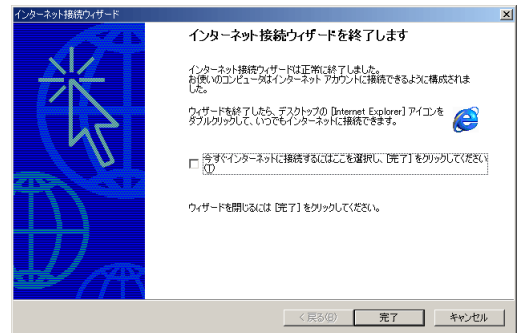 インターネット接続ウィザード
インターネット接続ウィザードを終了します
インターネット接続ウィザードは正常に終了しました。
お使いのコンピュータはインターネット アカウントに接続できるように構成されま
した。
ウィザードを終了したら、デスクトップの [Internet Explorer] アイコンを
ダブルクリックして、いつでもインターネットに接続できます。
今すぐインターネットに接続するにはここを選択し、[完了] をクリックしてください
(T)
ウィザードを閉じるには [完了] をクリックしてください。
< 戻る(B) 完了 キャンセル